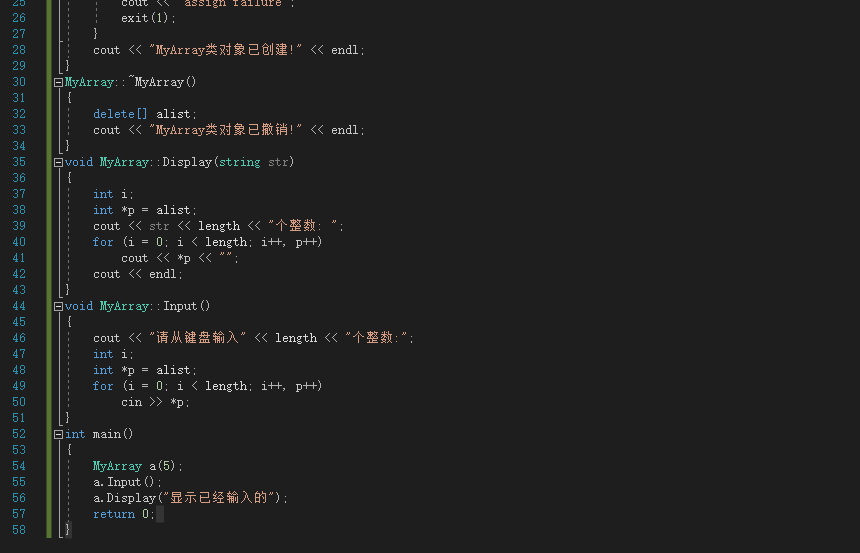 25 cout << "assign failure";
26 exit(1);
27 }
28 cout << "MyArray类对象已创建!" << endl;
29 }
30 MyArray::~MyArray()
31 {
32 delete[] alist;
33 cout << "MyArray类对象已撤销!" << endl;
34 }
35 void MyArray::Display(string str)
36 {
37 int i;
38 int *p = alist;
39 cout << str << length << "个整数: ";
40 for (i = 0; i < length; i++, p++)
41 cout << *p << "";
42 cout << endl;
43 }
44 void MyArray::Input()
45 {
46 cout << "请从键盘输入" << length << "个整数:";
47 int i;
48 int *p = alist;
49 for (i = 0; i < length; i++, p++)
50 cin >> *p;
51 }
52 int main()
53 {
54 MyArray a(5);
55 a.Input();
56 a.Display("显示已经输入的");
57 return 0;
58 }